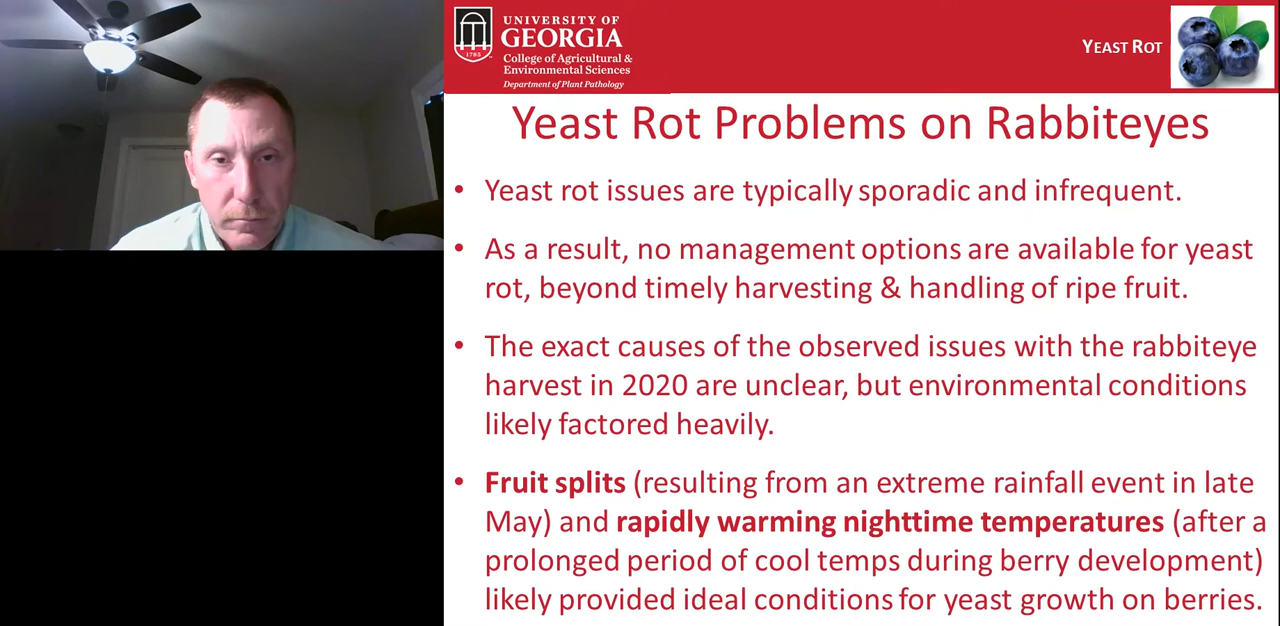 UNIVERSITY OF
GEORGIA
College of Agricultural &
Environmental Sciences
Department of Plant Pathology
1785
YEAST ROT
Yeast Rot Problems on Rabbiteyes
• Yeast rot issues are typically sporadic and infrequent.
• As a result, no management options are available for yeast
rot, beyond timely harvesting & handling of ripe fruit.
• The exact causes of the observed issues with the rabbiteye
harvest in 2020 are unclear, but environmental conditions
likely factored heavily.
• Fruit splits (resulting from an extreme rainfall event in late
May) and rapidly warming nighttime temperatures (after a
prolonged period of cool temps during berry development)
likely provided ideal conditions for yeast growth on berries.